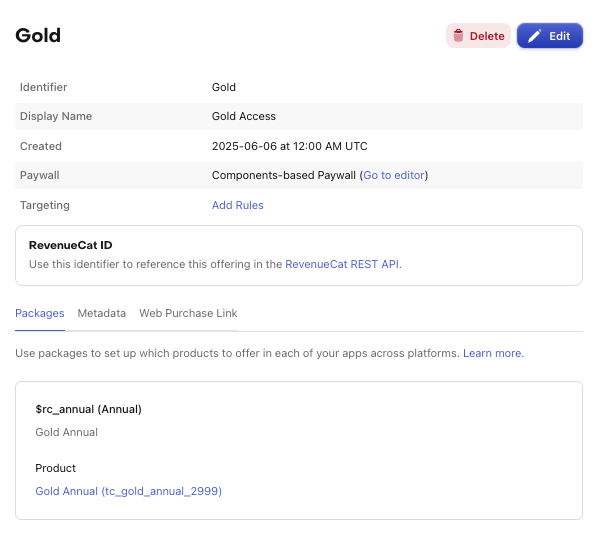 Gold
Delete
Edit
Identifier Gold
Display Name Gold Access
Created 2025-06-06 at 12:00 AM UTC
Paywall Components-based Paywall (Go to editor)
Targeting Add Rules
RevenueCat ID
Use this identifier to reference this offering in the RevenueCat REST API.
Packages Metadata Web Purchase Link
Use packages to set up which products to offer in each of your apps across platforms. Learn more.
$rc_annual (Annual)
Gold Annual
Product
Gold Annual (tc_gold_annual_2999)